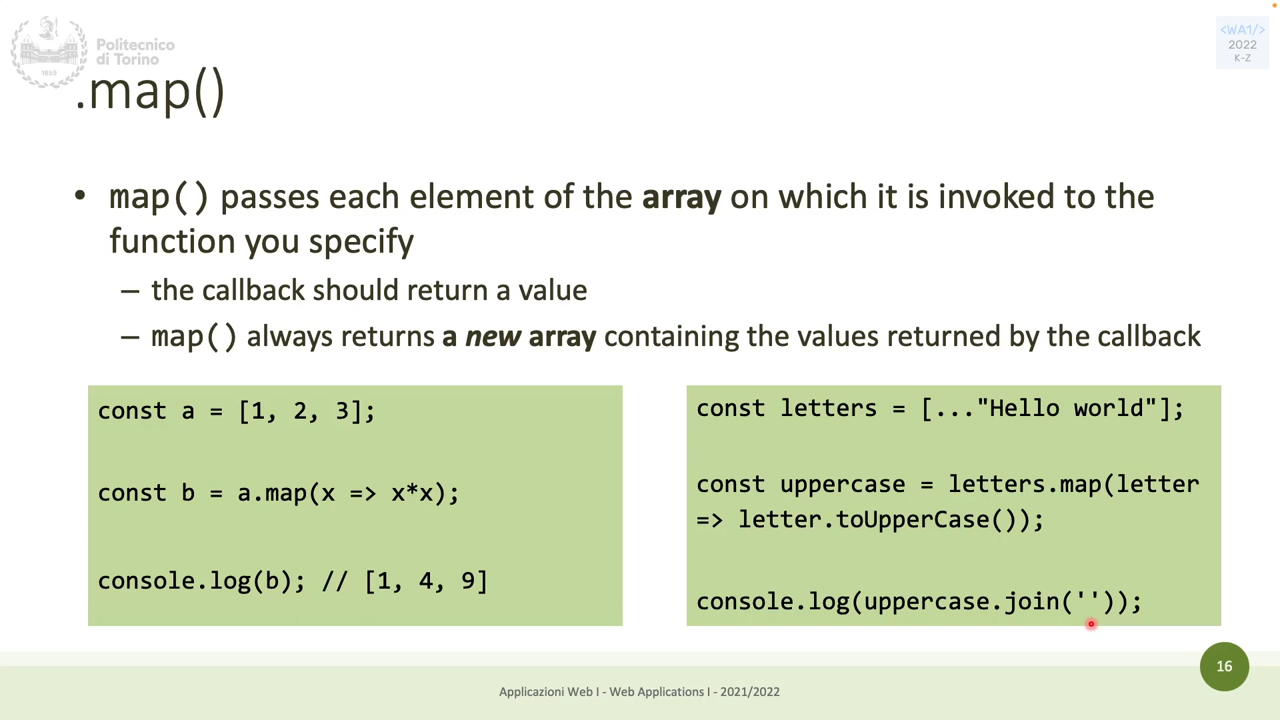 Politecnico
di Torino
1859
<WA1/>
2022
K-Z
.map()
• map() passes each element of the array on which it is invoked to the
function you specify
– the callback should return a value
– map() always returns a new array containing the values returned by the callback
const a = [1, 2, 3];
const b = a.map(x => x*x);
console.log(b); // [1, 4, 9]
const letters = [..."Hello world"];
const uppercase = letters.map(letter
=> letter.toUpperCase());
console.log(uppercase.join(''));
16
Applicazioni Web I - Web Applications I - 2021/2022